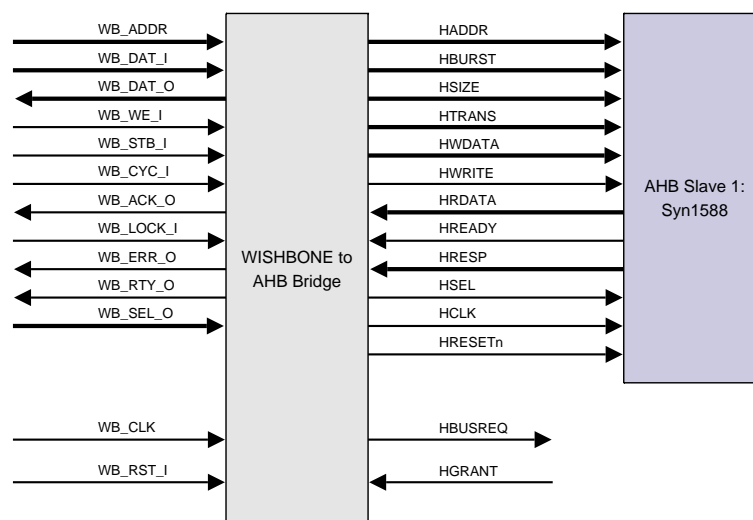 WB_ADDR
WB_DAT_I
WB_DAT_O
WB_WE_I
WB_STB_I
WB_CYC_I
WB_ACK_O
WB_LOCK_I
WB_ERR_O
WB_RTY_O
WB_SEL_O
WB_CLK
WB_RST_I
WISHBONE to
AHB Bridge
HADDR
HBURST
HSIZE
HTRANS
HWDATA
HWRITE
HRDATA
HREADY
HRESP
HSEL
HCLK
HRESETn
HBUSREQ
HGRANT
AHB Slave 1:
Syn1588